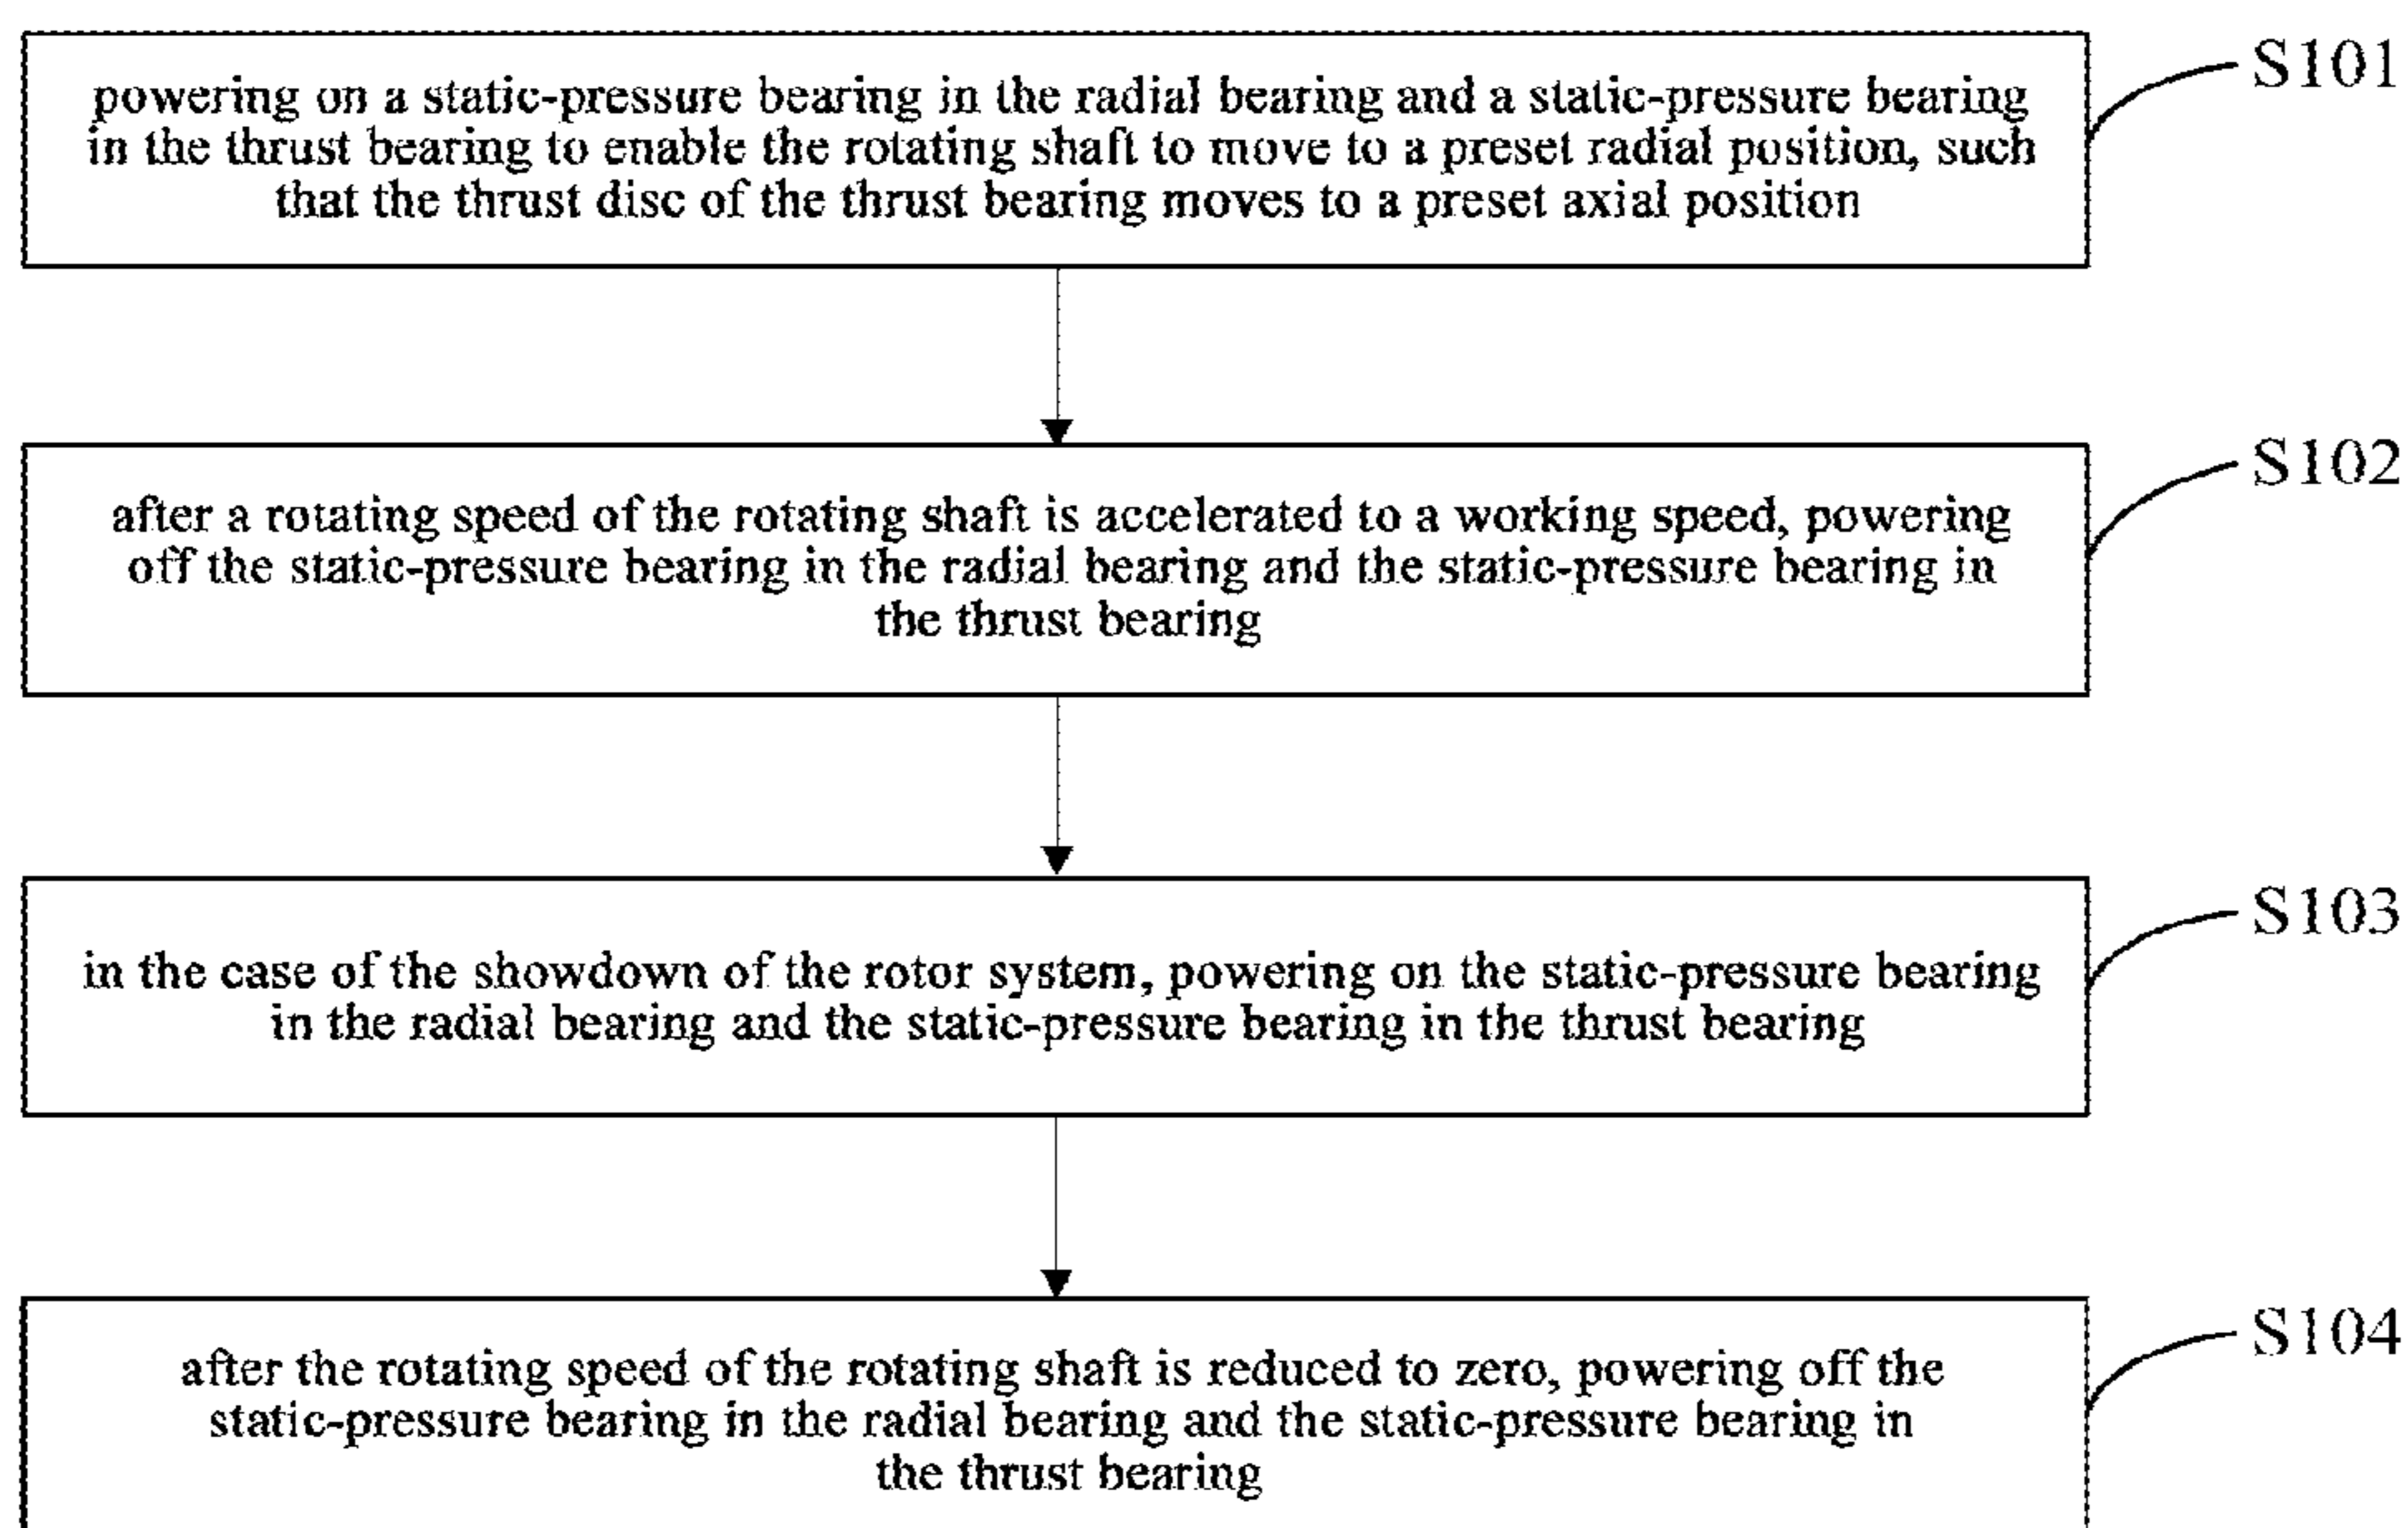 powering on a static-pressure bearing in the radial bearing and a static-pressure bearing
in the thrust bearing to enable the rotating shaft to move to a preset radial position, such
that the thrust disc of the thrust bearing moves to a preset axial position
S101
after a rotating speed of the rotating shaft is accelerated to a working speed, powering
off the static-pressure bearing in the radial bearing and the static-pressure bearing in
the thrust bearing
S102
in the case of the showdown of the rotor system, powering on the static-pressure bearing
in the radial bearing and the static-pressure bearing in the thrust bearing
S103
after the rotating speed of the rotating shaft is reduced to zero, powering off the
static-pressure bearing in the radial bearing and the static-pressure bearing in
the thrust bearing
S104